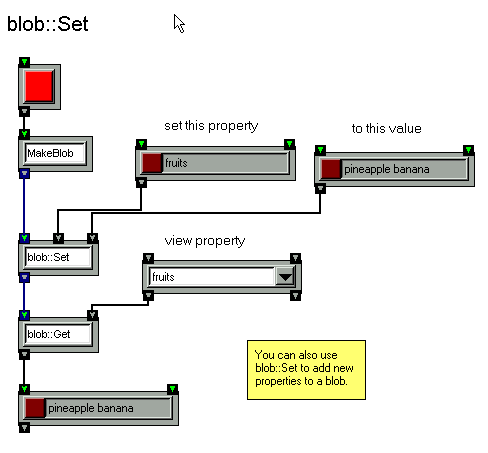 blob::Set
MakeBlob
set this property
to this value
fruits
pineapple banana
blob::Set
view property
fruits
blob::Get
You can also use
blob::Set to add new
properties to a blob.
pineapple banana